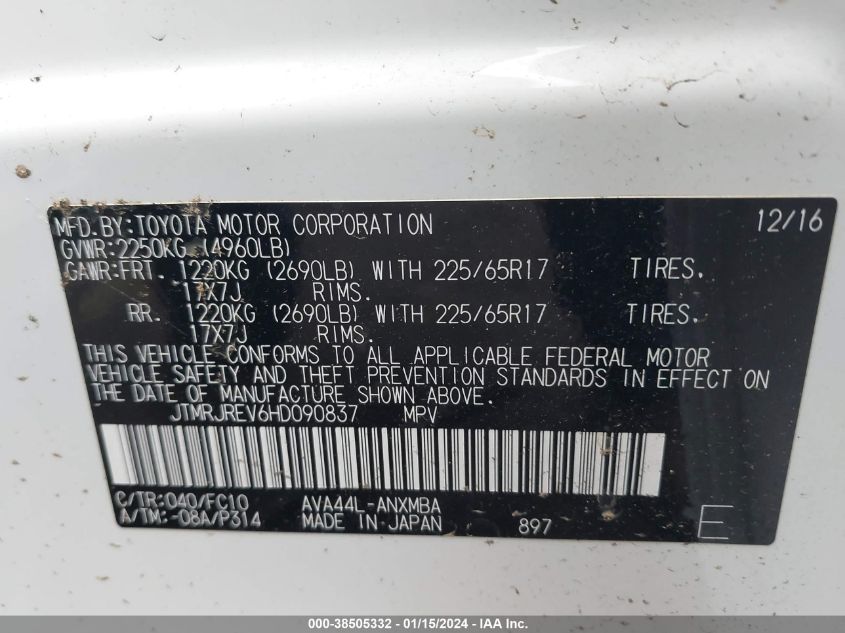 MFD.BY:TOYOTA MOTOR CORPORATION 12/16
GVWR:2250KG (4960LB)
GAWR:FRT. 1220KG (2690LB) WITH 225/65R17 TIRES.
17X7J RIMS.
RR. 1220KG (2690LB) WITH 225/65R17 TIRES.
17X7J RIMS.
THIS VEHICLE CONFORMS TO ALL APPLICABLE FEDERAL MOTOR
VEHICLE SAFETY AND THEFT PREVENTION STANDARDS IN EFFECT ON
THE DATE OF MANUFACTURE SHOWN ABOVE.
JTMRJREV6HD090837 MPV
C/TR:040/FC10 AVA44L-ANXMBA
A/TM:-08A/P314 MADE IN JAPAN 897 E
000-38505332 - 01/15/2024 - IAA Inc.